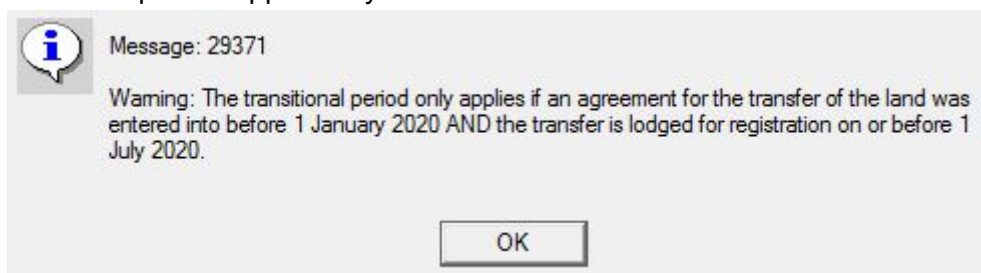 Message: 29371
Warning: The transitional period only applies if an agreement for the transfer of the land was
entered into before 1 January 2020 AND the transfer is lodged for registration on or before 1
July 2020.
OK